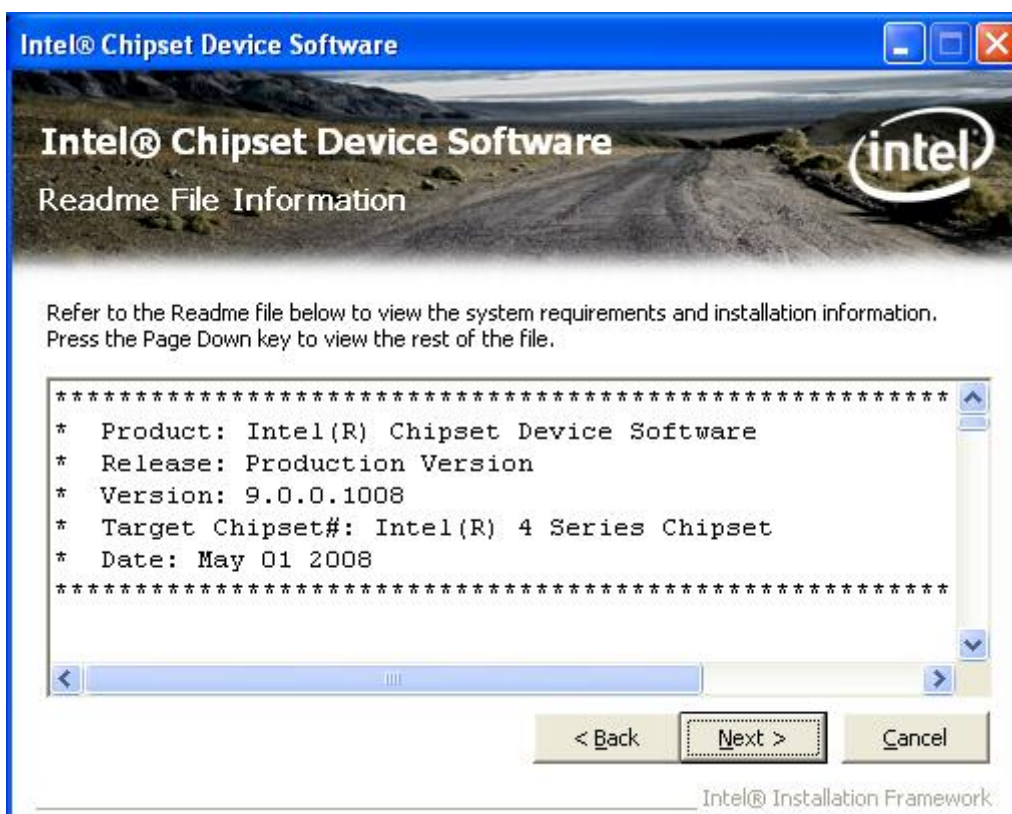 Intel® Chipset Device Software
Intel® Chipset Device Software
intel
Readme File Information
Refer to the Readme file below to view the system requirements and installation information.
Press the Page Down key to view the rest of the file.
********************************************************
* Product: Intel(R) Chipset Device Software
* Release: Production Version
* Version: 9.0.0.1008
* Target Chipset#: Intel(R) 4 Series Chipset
* Date: May 01 2008
********************************************************
< Back
Next >
Cancel
Intel® Installation Framework